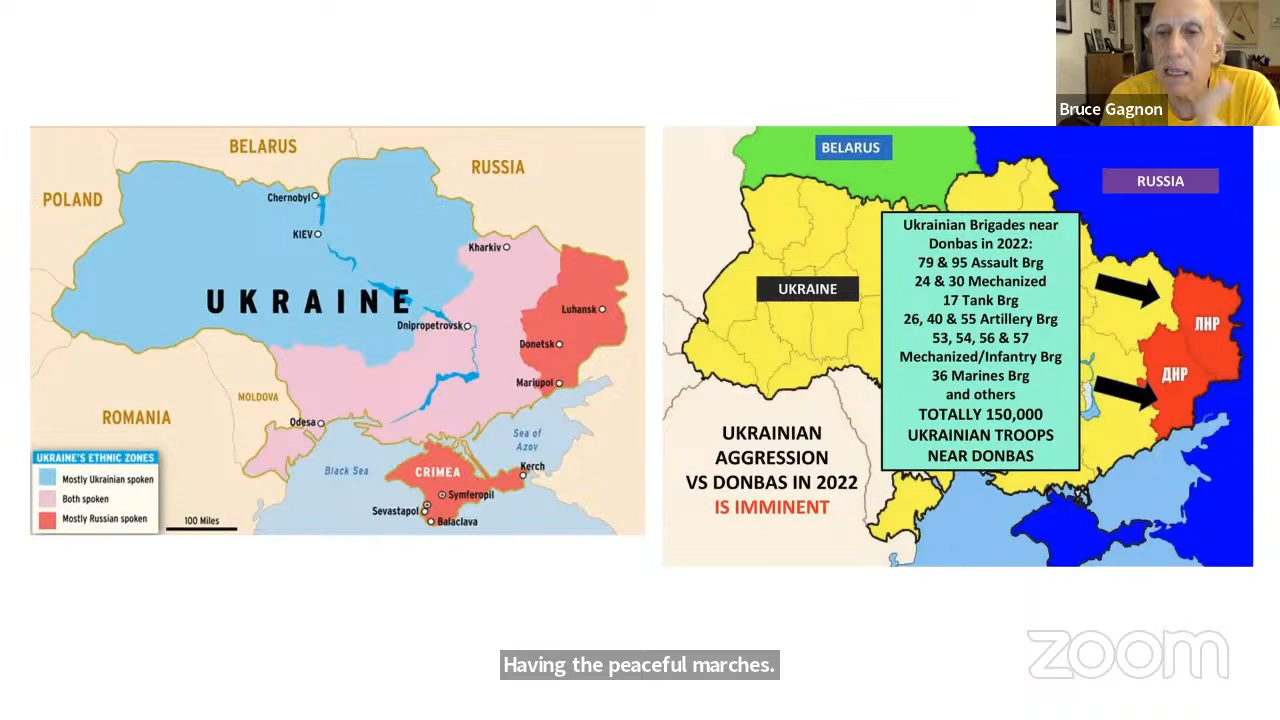 Bruce Gagnon
BELARUS
RUSSIA
POLAND
Chernobyl
KIEV
Kharkiv
UKRAINE
Luhansk
Dnipropetrovsk
Donetsk
Mariupol
MOLDOVA
ROMANIA
Odesa
Sea of
Azov
Black Sea
CRIMEA
Kerch
Symferopil
Sevastapol
Balaclava
UKRAINE'S ETHNIC ZONES
Mostly Ukrainian spoken
Both spoken
Mostly Russian spoken
100 Miles
BELARUS
RUSSIA
UKRAINE
Ukrainian Brigades near
Donbas in 2022:
79 & 95 Assault Brg
24 & 30 Mechanized
17 Tank Brg
26, 40 & 55 Artillery Brg
53, 54, 56 & 57
Mechanized/Infantry Brg
36 Marines Brg
and others
TOTALLY 150,000
UKRAINIAN TROOPS
NEAR DONBAS
ЛНР
ДНР
UKRAINIAN
AGGRESSION
VS DONBAS IN 2022
IS IMMINENT
Having the peaceful marches.
zoom